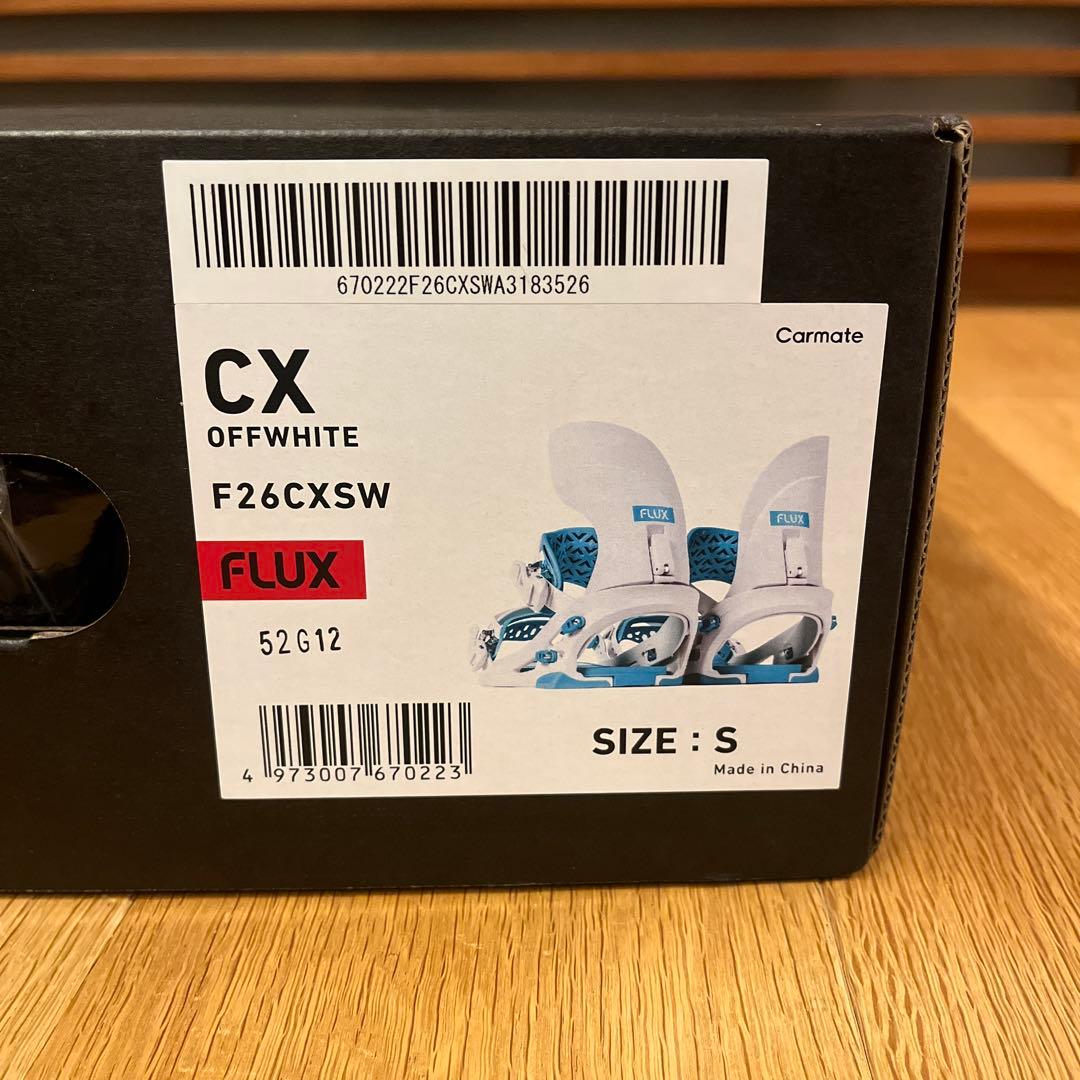 670222F26CXSWA3183526
Carmate
CX
OFFWHITE
F26CXSW
FLUX
FLUX
FLUX
52G12
SIZE : S
Made in China
4 973007 670223